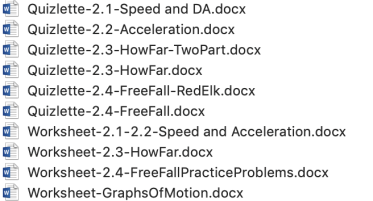 Quizlette-2.1-Speed and DA.docx
Quizlette-2.2-Acceleration.docx
Quizlette-2.3-HowFar-TwoPart.docx
Quizlette-2.3-HowFar.docx
Quizlette-2.4-FreeFall-RedElk.docx
Quizlette-2.4-FreeFall.docx
Worksheet-2.1-2.2-Speed and Acceleration.docx
Worksheet-2.3-HowFar.docx
Worksheet-2.4-FreeFallPracticeProblems.docx
Worksheet-GraphsOfMotion.docx